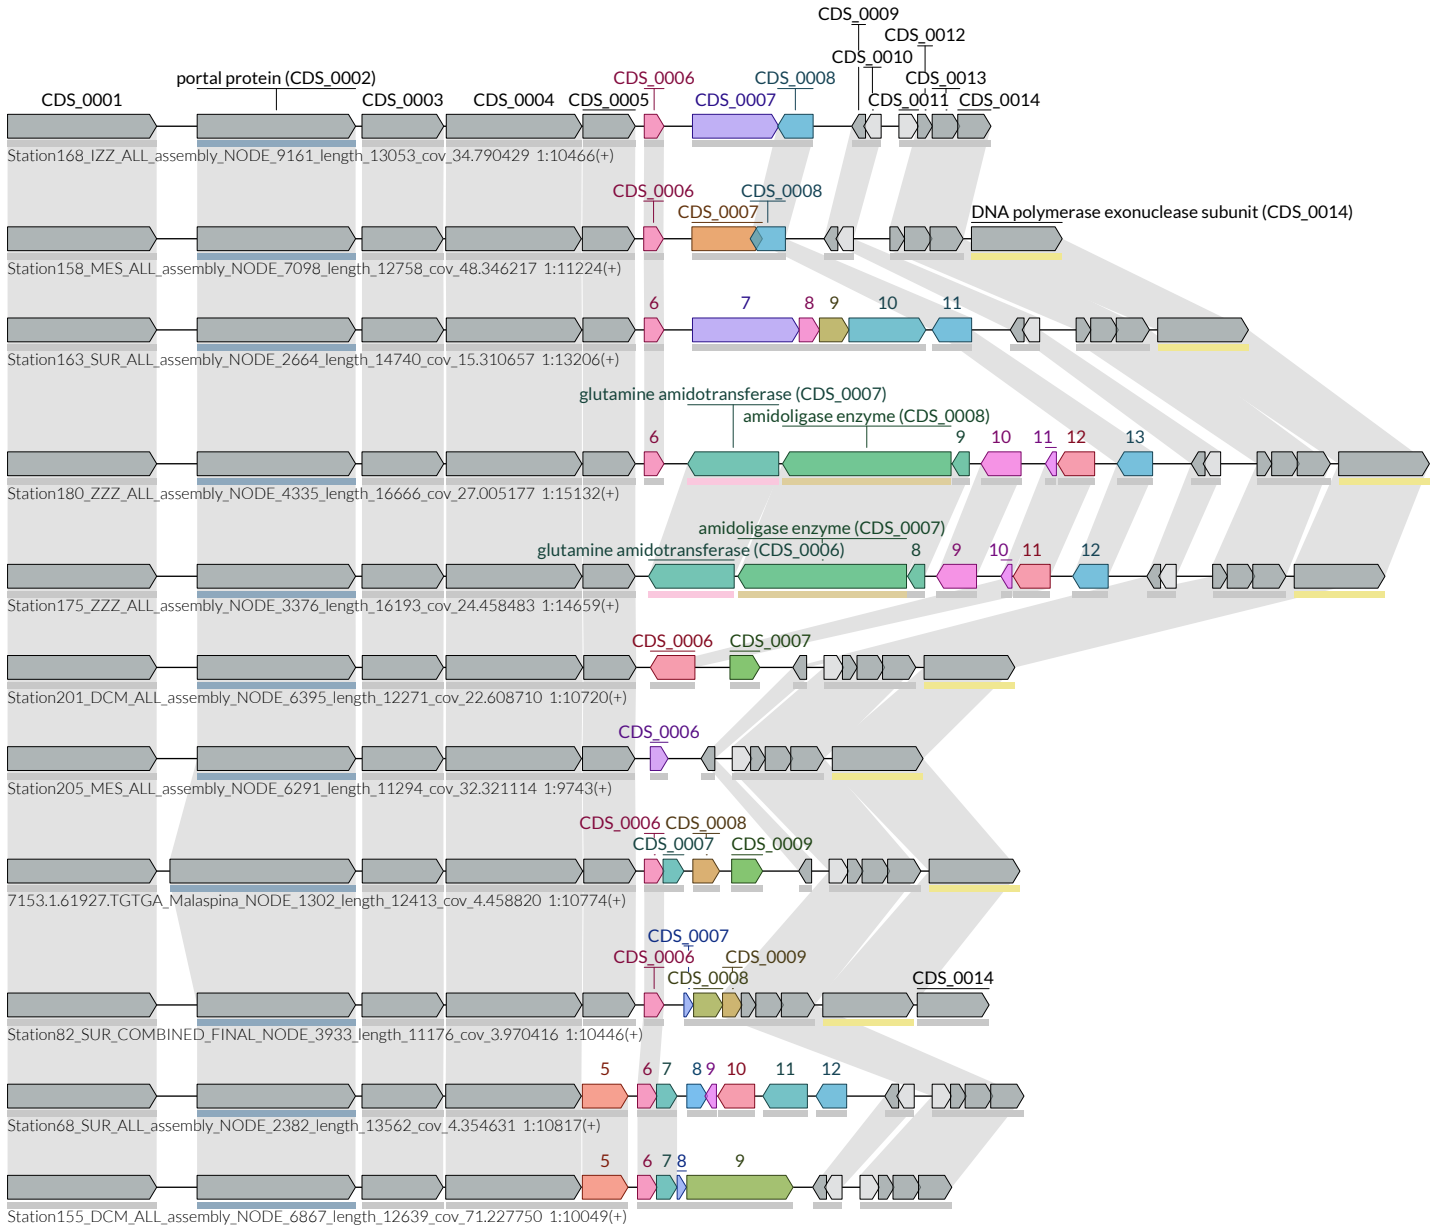 CDS_0009
CDS_0012
CDS_0010
portal protein (CDS_0002) CDS_0006 CDS_0008 CDS_0013
CDS_0001 CDS_0003 CDS_0004 CDS_0005 CDS_0007 CDS_0011 CDS_0014
Station168_IZZ_ALL_assembly_NODE_9161_length_13053_cov_34.790429 1:10466(+)
CDS_0006 CDS_0008
CDS_0007 DNA polymerase exonuclease subunit (CDS_0014)
Station158_MES_ALL_assembly_NODE_7098_length_12758_cov_48.346217 1:11224(+)
6 7 8 9 10 11
Station163_SUR_ALL_assembly_NODE_2664_length_14740_cov_15.310657 1:13206(+)
glutamine amidotransferase (CDS_0007)
amidoligase enzyme (CDS_0008)
6 9 10 11 12 13
Station180_ZZZ_ALL_assembly_NODE_4335_length_16666_cov_27.005177 1:15132(+)
amidoligase enzyme (CDS_0007)
glutamine amidotransferase (CDS_0006) 8 9 10 11 12
Station175_ZZZ_ALL_assembly_NODE_3376_length_16193_cov_24.458483 1:14659(+)
CDS_0006 CDS_0007
Station201_DCM_ALL_assembly_NODE_6395_length_12271_cov_22.608710 1:10720(+)
CDS_0006
Station205_MES_ALL_assembly_NODE_6291_length_11294_cov_32.321114 1:9743(+)
CDS_0006 CDS_0008
CDS_0007 CDS_0009
7153.1.61927.TGTGA_Malaspina_NODE_1302_length_12413_cov_4.458820 1:10774(+)
CDS_0007
CDS_0006 CDS_0009
CDS_0008 CDS_0014
Station82_SUR_COMBINED_FINAL_NODE_3933_length_11176_cov_3.970416 1:10446(+)
5 6 7 8 9 10 11 12
Station68_SUR_ALL_assembly_NODE_2382_length_13562_cov_4.354631 1:10817(+)
5 6 7 8 9
Station155_DCM_ALL_assembly_NODE_6867_length_12639_cov_71.227750 1:10049(+)